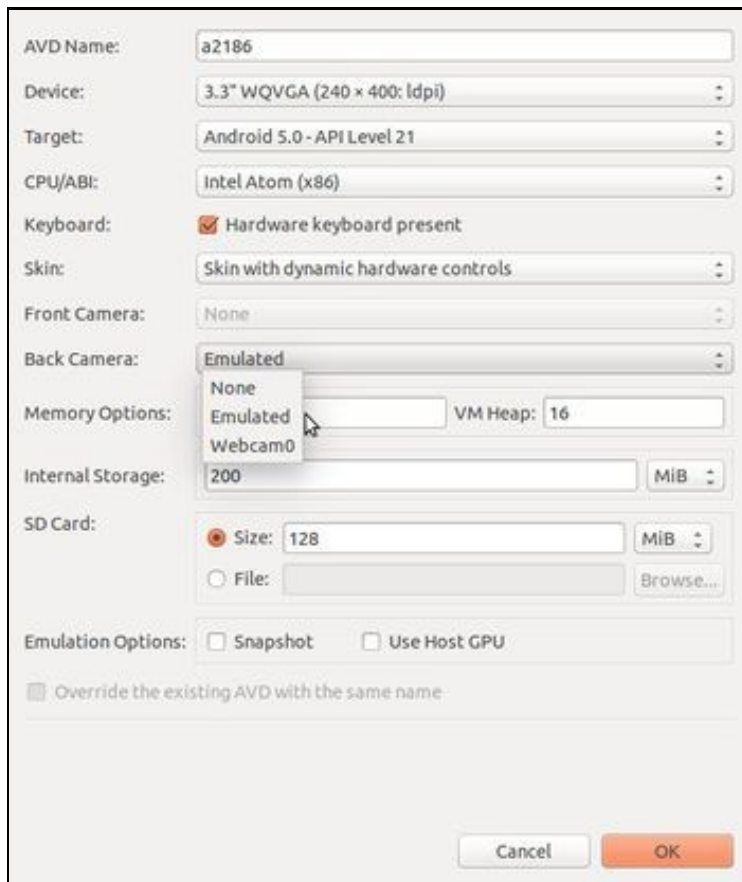 AVD Name: a2186
Device: 3.3" WQVGA (240 × 400: ldpi)
Target: Android 5.0 - API Level 21
CPU/ABI: Intel Atom (x86)
Keyboard: Hardware keyboard present
Skin: Skin with dynamic hardware controls
Front Camera: None
Back Camera: Emulated
None
Emulated
Webcam0
Memory Options: VM Heap: 16
Internal Storage: 200 MiB
SD Card:
Size: 128 MiB
File: Browse...
Emulation Options: Snapshot Use Host GPU
Override the existing AVD with the same name
Cancel OK